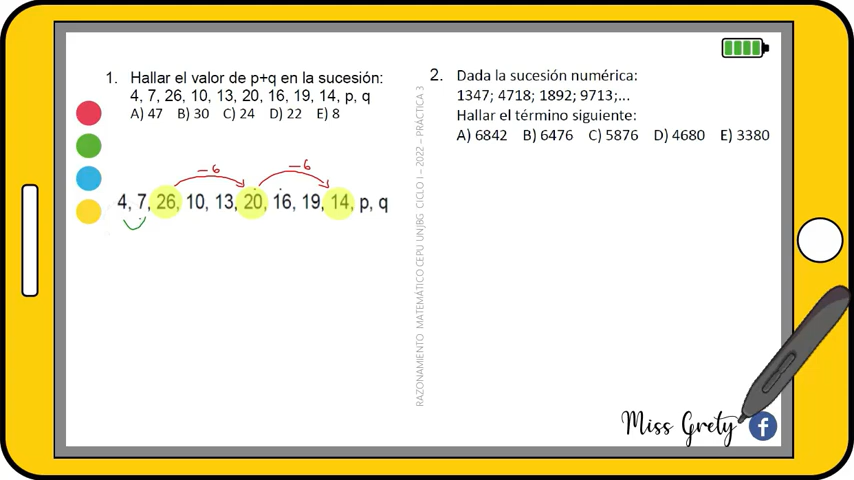 1. Hallar el valor de p+q en la sucesión:
4, 7, 26, 10, 13, 20, 16, 19, 14, p, q
A) 47 B) 30 C) 24 D) 22 E) 8
-6 -6
4, 7, 26, 10, 13, 20, 16, 19, 14, p, q
RAZONAMIENTO MATEMÁTICO CEPU UNJBG CICLO I – 2022 – PRÁCTICA 3
2. Dada la sucesión numérica:
1347; 4718; 1892; 9713;...
Hallar el término siguiente:
A) 6842 B) 6476 C) 5876 D) 4680 E) 3380
Miss Grety f